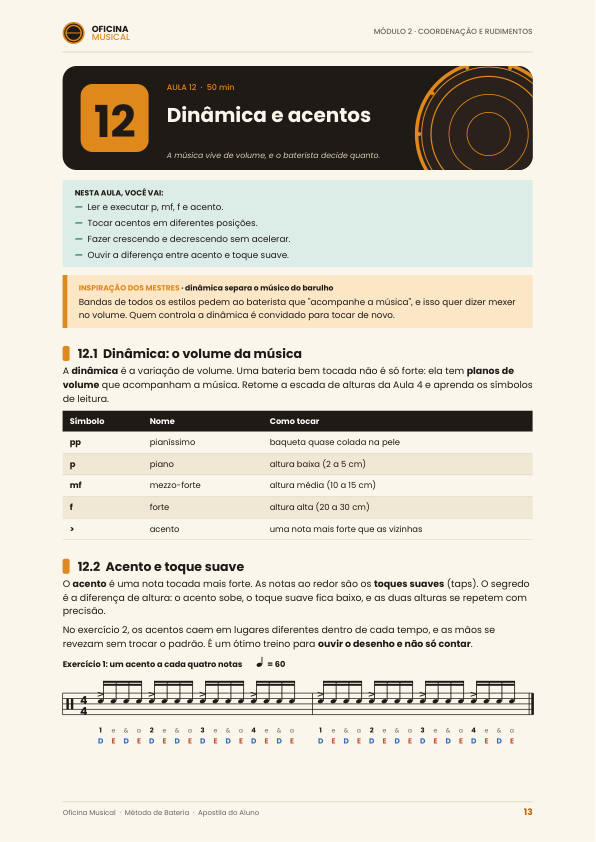 OFICINA
MUSICAL
MÓDULO 2 · COORDENAÇÃO E RUDIMENTOS
12
AULA 12 · 50 min
Dinâmica e acentos
A música vive de volume, e o baterista decide quanto.
NESTA AULA, VOCÊ VAI:
— Ler e executar p, mf, f e acento.
— Tocar acentos em diferentes posições.
— Fazer crescendo e decrescendo sem acelerar.
— Ouvir a diferença entre acento e toque suave.
INSPIRAÇÃO DOS MESTRES · dinâmica separa o músico do barulho
Bandas de todos os estilos pedem ao baterista que "acompanhe a música", e isso quer dizer mexer
no volume. Quem controla a dinâmica é convidado para tocar de novo.
12.1 Dinâmica: o volume da música
A dinâmica é a variação de volume. Uma bateria bem tocada não é só forte: ela tem planos de
volume que acompanham a música. Retome a escada de alturas da Aula 4 e aprenda os símbolos
de leitura.
Símbolo Nome Como tocar
pp pianíssimo baqueta quase colada na pele
p piano altura baixa (2 a 5 cm)
mf mezzo-forte altura média (10 a 15 cm)
f forte altura alta (20 a 30 cm)
> acento uma nota mais forte que as vizinhas
12.2 Acento e toque suave
O acento é uma nota tocada mais forte. As notas ao redor são os toques suaves (taps). O segredo
é a diferença de altura: o acento sobe, o toque suave fica baixo, e as duas alturas se repetem com
precisão.
No exercício 2, os acentos caem em lugares diferentes dentro de cada tempo, e as mãos se
revezam sem trocar o padrão. É um ótimo treino para ouvir o desenho e não só contar.
Exercício 1: um acento a cada quatro notas ♩ = 60
4
4
1 e & a 2 e & a 3 e & a 4 e & a 1 e & a 2 e & a 3 e & a 4 e & a
D E D E D E D E D E D E D E D E D E D E D E D E D E D E D E D E
Oficina Musical · Método de Bateria · Apostila do Aluno
13